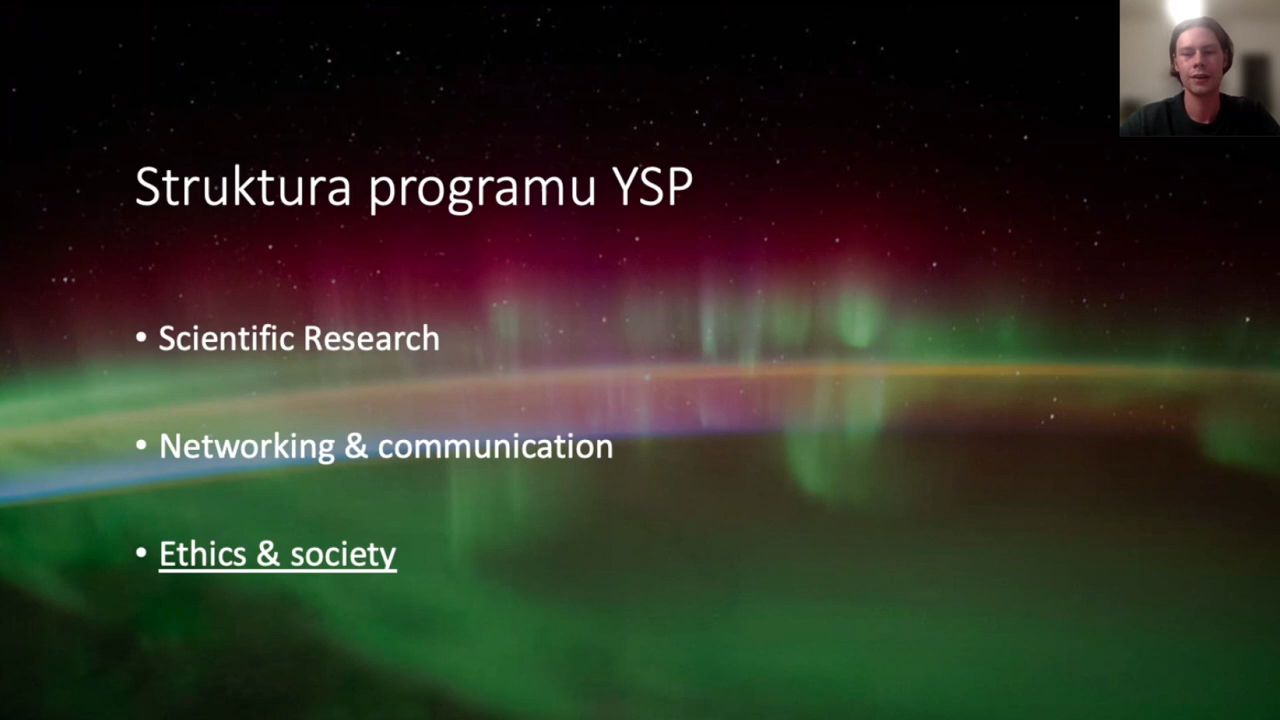 Struktura programu YSP
• Scientific Research
• Networking & communication
• Ethics & society